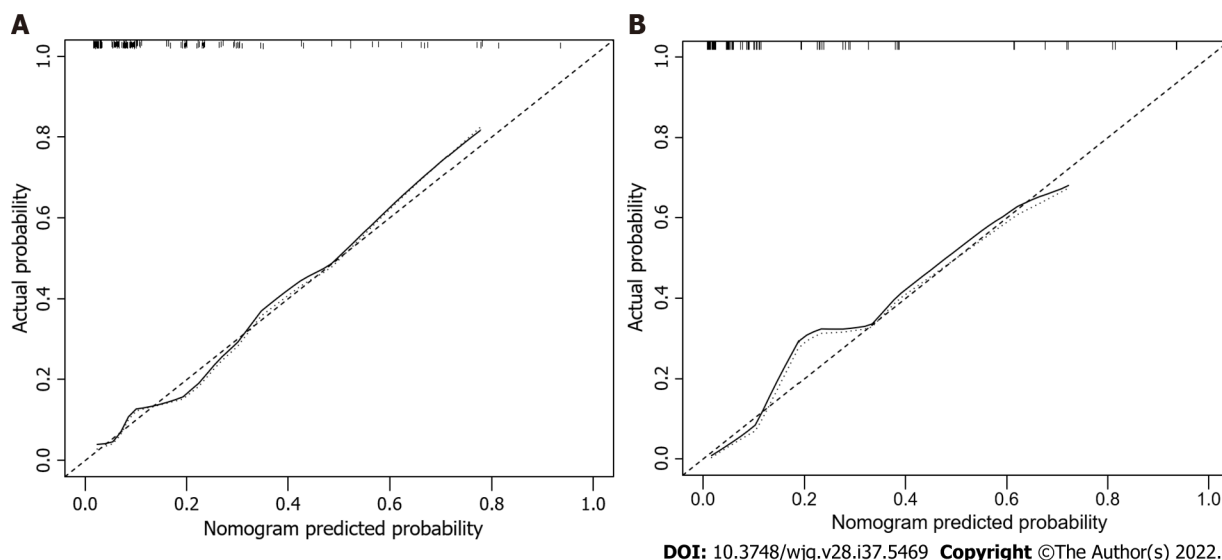 A
1.0
0.8
0.6
0.4
0.2
0.0
Actual probability
0.0 0.2 0.4 0.6 0.8 1.0
Nomogram predicted probability
B
1.0
0.8
0.6
0.4
0.2
0.0
Actual probability
0.0 0.2 0.4 0.6 0.8 1.0
Nomogram predicted probability
DOI: 10.3748/wjg.v28.i37.5469 Copyright ©The Author(s) 2022.